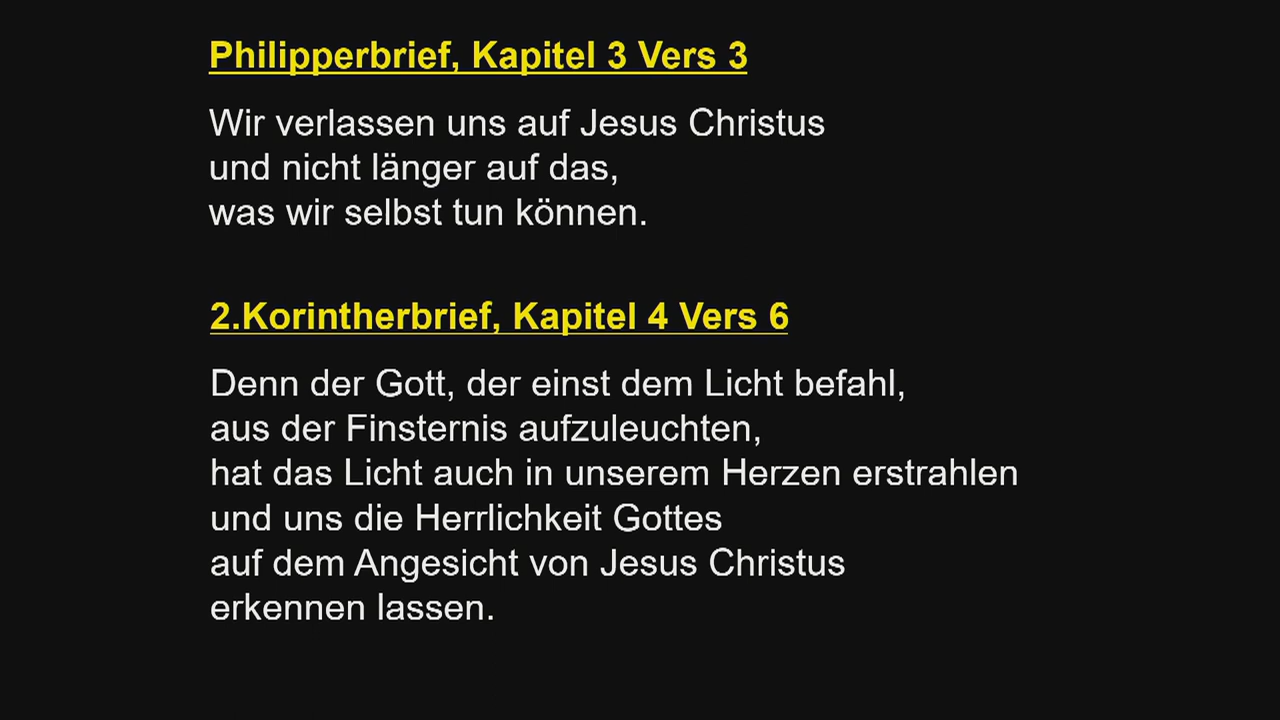 Philipperbrief, Kapitel 3 Vers 3
Wir verlassen uns auf Jesus Christus
und nicht länger auf das,
was wir selbst tun können.
2.Korintherbrief, Kapitel 4 Vers 6
Denn der Gott, der einst dem Licht befahl,
aus der Finsternis aufzuleuchten,
hat das Licht auch in unserem Herzen erstrahlen
und uns die Herrlichkeit Gottes
auf dem Angesicht von Jesus Christus
erkennen lassen.